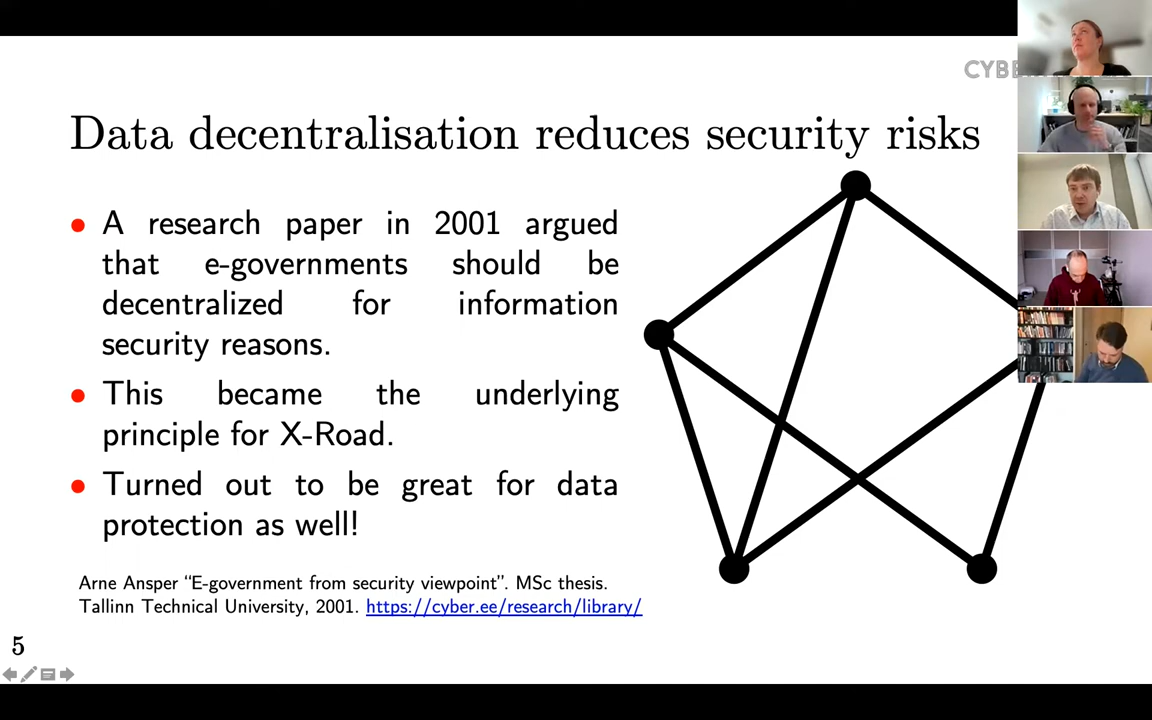 CYBE
Data decentralisation reduces security risks
• A research paper in 2001 argued
that e-governments should be
decentralized for information
security reasons.
• This became the underlying
principle for X-Road.
• Turned out to be great for data
protection as well!
Arne Ansper “E-government from security viewpoint”. MSc thesis.
Tallinn Technical University, 2001. https://cyber.ee/research/library/
5